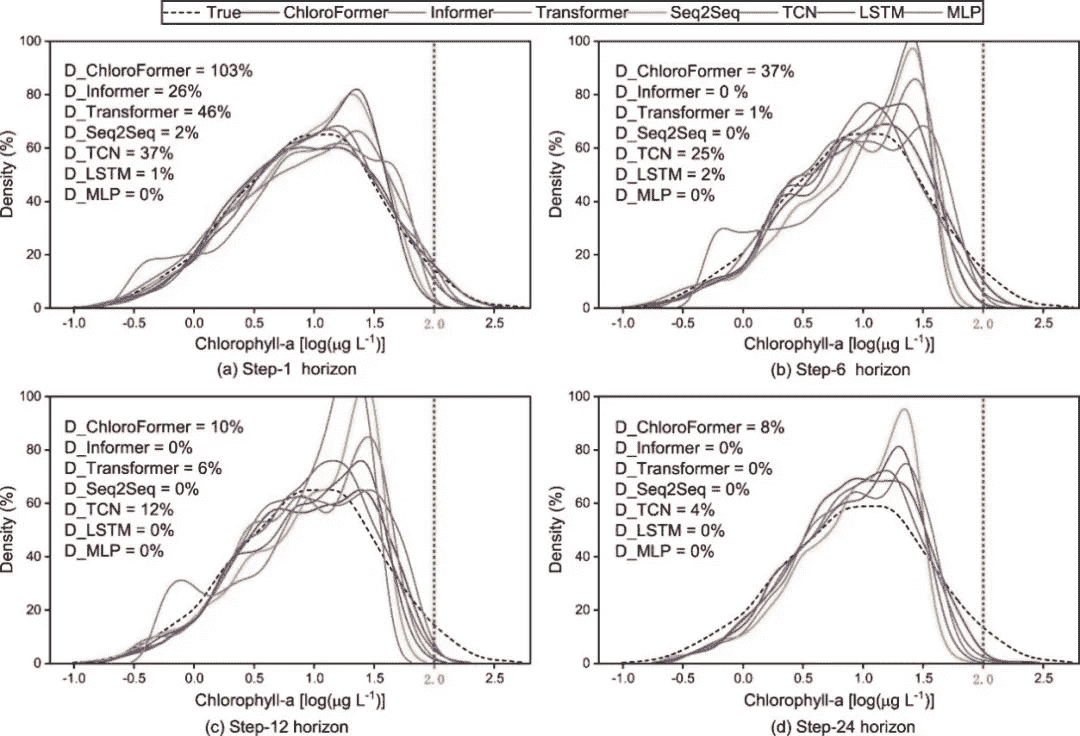 True ChloroFormer Informer Transformer Seq2Seq TCN LSTM MLP
100
80
60
40
20
0
Density (%)
D_ChloroFormer = 103%
D_Informer = 26%
D_Transformer = 46%
D_Seq2Seq = 2%
D_TCN = 37%
D_LSTM = 1%
D_MLP = 0%
-1.0 -0.5 0.0 0.5 1.0 1.5 2.0 2.5
Chlorophyll-a [log(μg L⁻¹)]
(a) Step-1 horizon
100
80
60
40
20
0
Density (%)
D_ChloroFormer = 37%
D_Informer = 0 %
D_Transformer = 1%
D_Seq2Seq = 0%
D_TCN = 25%
D_LSTM = 2%
D_MLP = 0%
-1.0 -0.5 0.0 0.5 1.0 1.5 2.0 2.5
Chlorophyll-a [log(μg L⁻¹)]
(b) Step-6 horizon
100
80
60
40
20
0
Density (%)
D_ChloroFormer = 10%
D_Informer = 0%
D_Transformer = 6%
D_Seq2Seq = 0%
D_TCN = 12%
D_LSTM = 0%
D_MLP = 0%
-1.0 -0.5 0.0 0.5 1.0 1.5 2.0 2.5
Chlorophyll-a [log(μg L⁻¹)]
(c) Step-12 horizon
100
80
60
40
20
0
Density (%)
D_ChloroFormer = 8%
D_Informer = 0%
D_Transformer = 0%
D_Seq2Seq = 0%
D_TCN = 4%
D_LSTM = 0%
D_MLP = 0%
-1.0 -0.5 0.0 0.5 1.0 1.5 2.0 2.5
Chlorophyll-a [log(μg L⁻¹)]
(d) Step-24 horizon